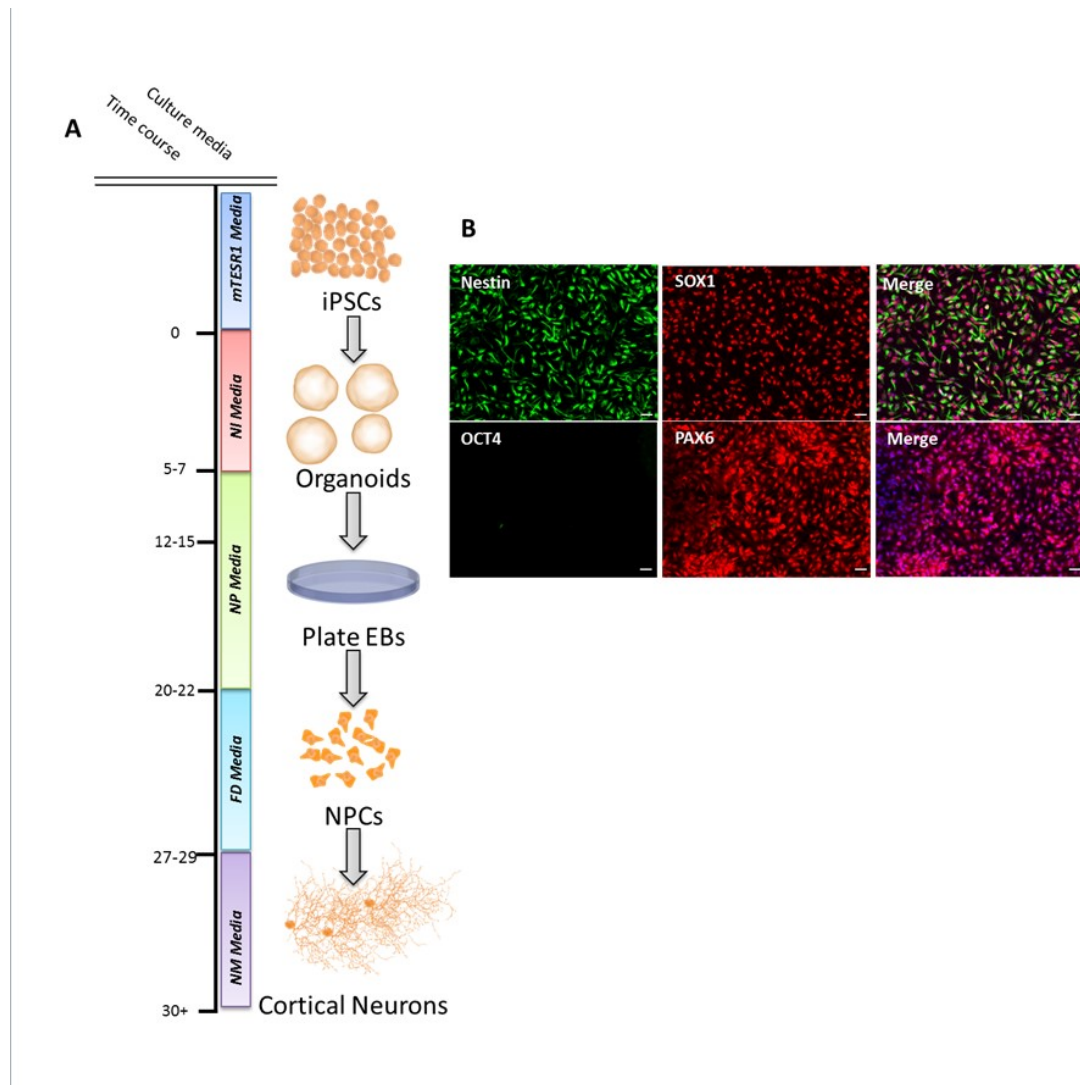 A
Time course
Culture media
mTESR1 Media
iPSCs
0
NI Media
5-7
Organoids
12-15
NP Media
Plate EBs
20-22
FD Media
NPCs
27-29
NM Media
Cortical Neurons
30+
B
Nestin
SOX1
Merge
OCT4
PAX6
Merge